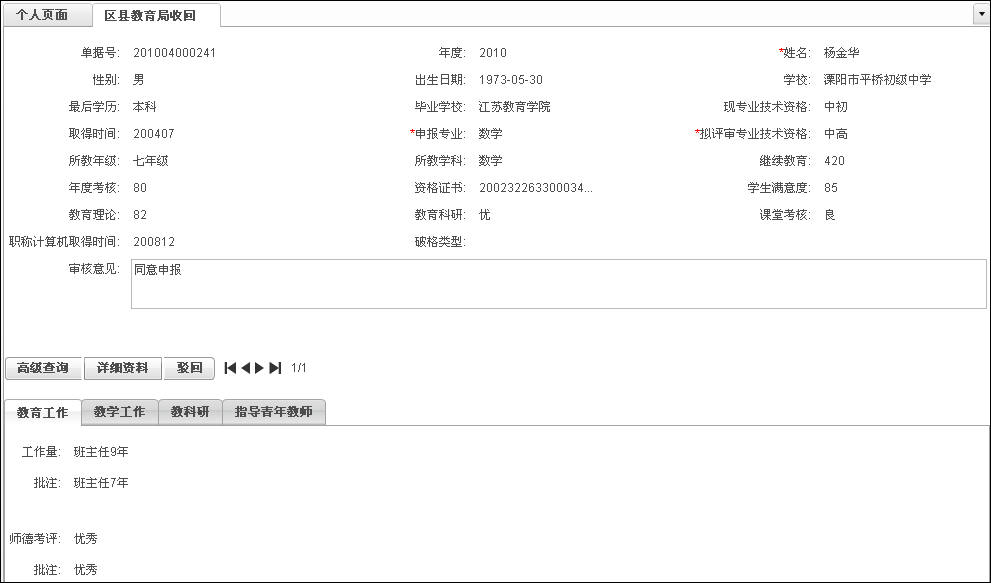 个人页面 区县教育局收回
单据号: 201004000241 年度: 2010 *姓名: 杨金华
性别: 男 出生日期: 1973-05-30 学校: 溧阳市平桥初级中学
最后学历: 本科 毕业学校: 江苏教育学院 现专业技术资格: 中初
取得时间: 200407 *申报专业: 数学 *拟评审专业技术资格: 中高
所教年级: 七年级 所教学科: 数学 继续教育: 420
年度考核: 80 资格证书: 200232263300034... 学生满意度: 85
教育理论: 82 教育科研: 优 课堂考核: 良
职称计算机取得时间: 200812 破格类型:
审核意见: 同意申报
高级查询 详细资料 驳回 1/1
教育工作 教学工作 教科研 指导青年教师
工作量: 班主任9年
批注: 班主任7年
师德考评: 优秀
批注: 优秀